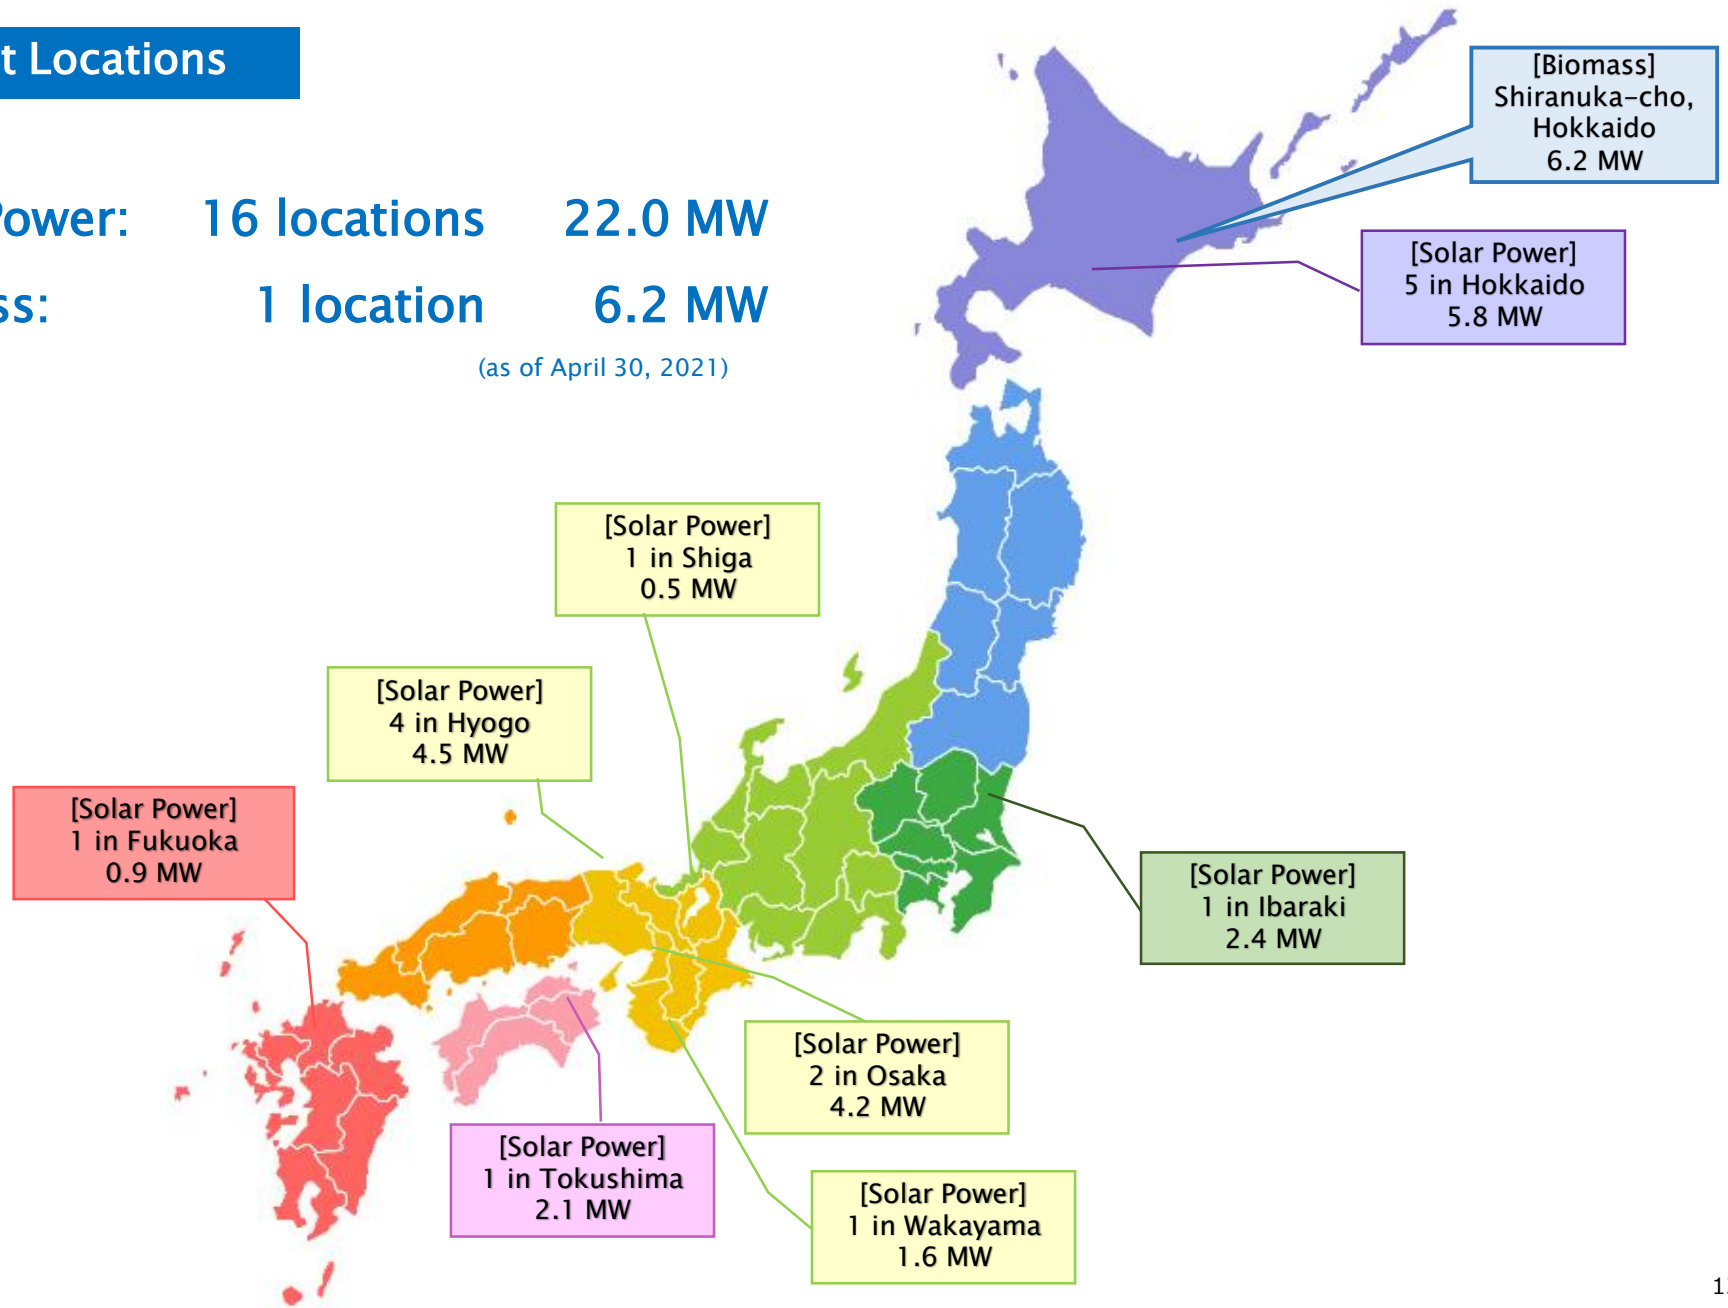 t Locations
Power: 16 locations 22.0 MW
ss: 1 location 6.2 MW
(as of April 30, 2021)
[Biomass]
Shiranuka-cho,
Hokkaido
6.2 MW
[Solar Power]
5 in Hokkaido
5.8 MW
[Solar Power]
1 in Shiga
0.5 MW
[Solar Power]
4 in Hyogo
4.5 MW
[Solar Power]
1 in Fukuoka
0.9 MW
[Solar Power]
1 in Ibaraki
2.4 MW
[Solar Power]
2 in Osaka
4.2 MW
[Solar Power]
1 in Tokushima
2.1 MW
[Solar Power]
1 in Wakayama
1.6 MW